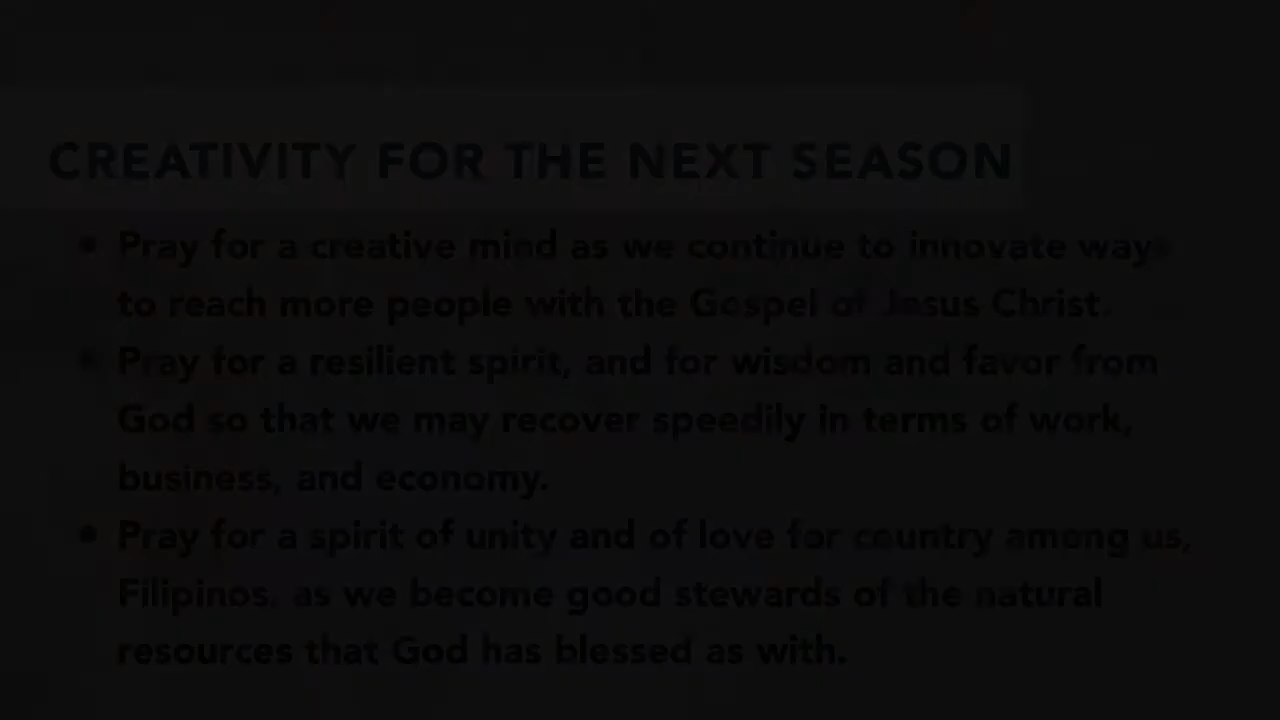 CREATIVITY FOR THE NEXT SEASON
• Pray for a creative mind as we continue to innovate ways
to reach more people with the Gospel of Jesus Christ.
• Pray for a resilient spirit, and for wisdom and favor from
God so that we may recover speedily in terms of work,
business, and economy.
• Pray for a spirit of unity and of love for country among us,
Filipinos, as we become good stewards of the natural
resources that God has blessed as with.